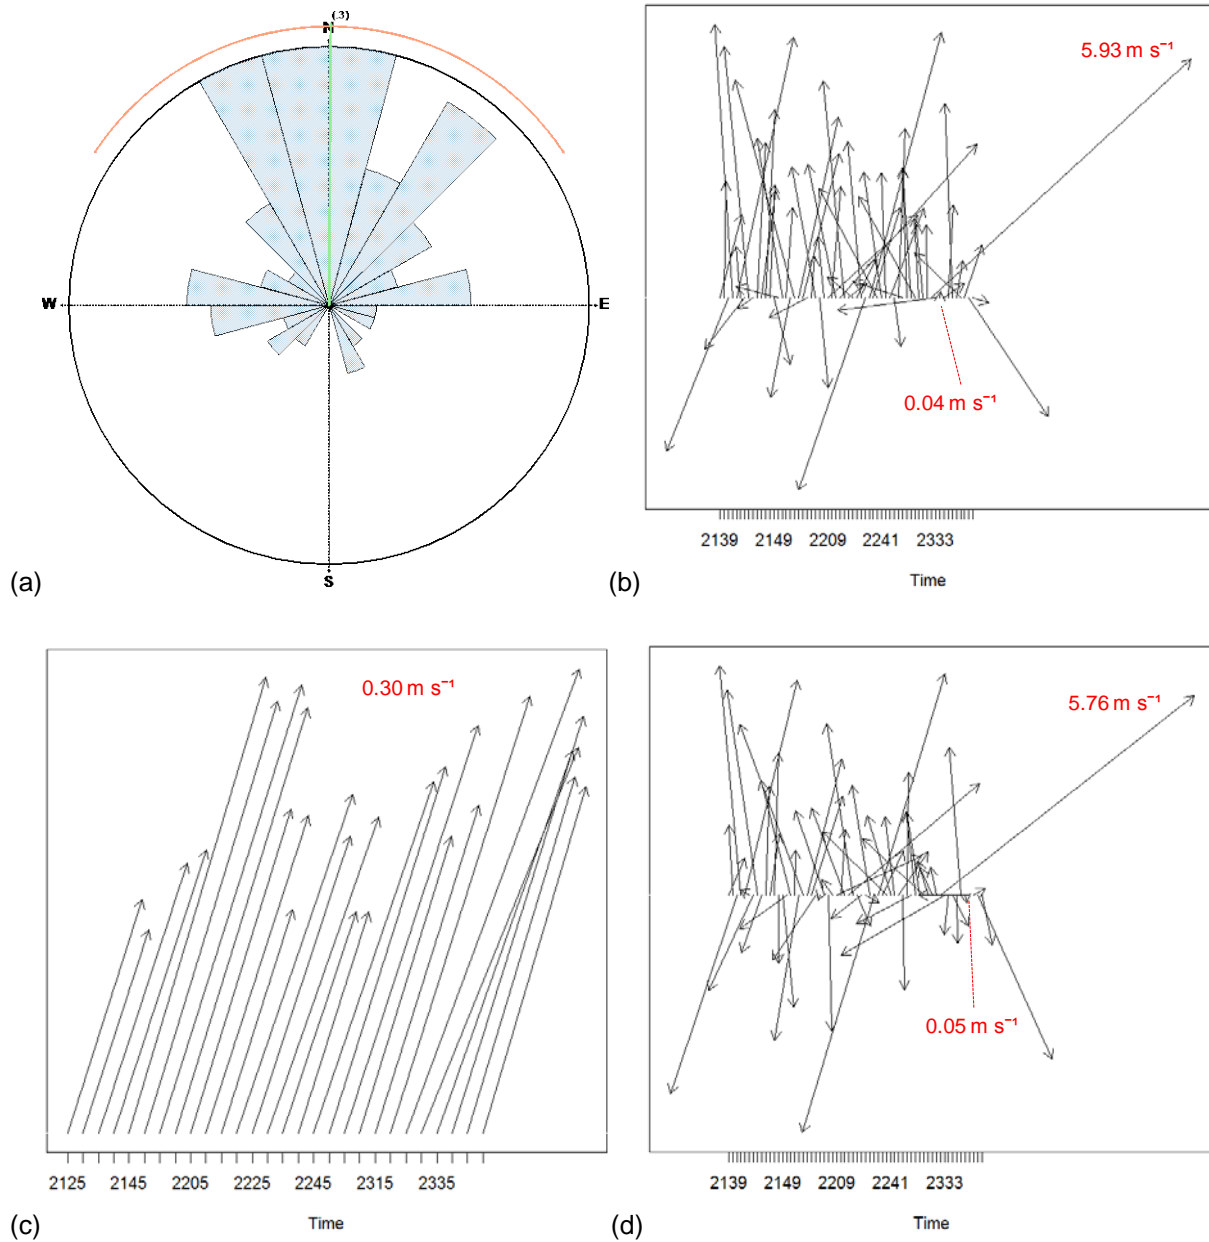 N (3)
W
E
S
(a)
5.93 m s⁻¹
0.04 m s⁻¹
2139 2149 2209 2241 2333
Time
(b)
0.30 m s⁻¹
2125 2145 2205 2225 2245 2315 2335
Time
(c)
5.76 m s⁻¹
0.05 m s⁻¹
2139 2149 2209 2241 2333
Time
(d)